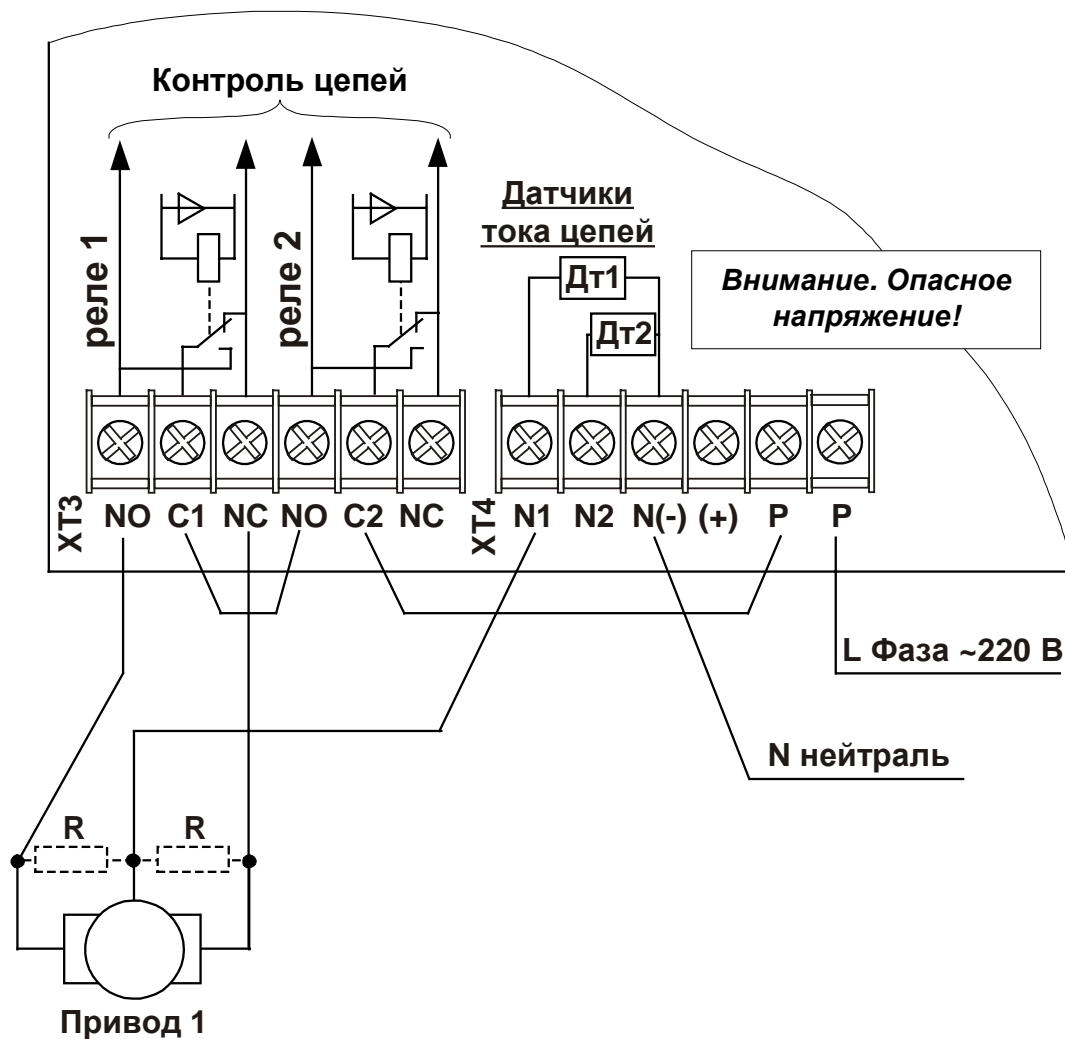 Контроль цепей
реле 1
реле 2
Датчики
тока цепей
Дт1
Дт2
Внимание. Опасное
напряжение!
XT3
NO C1 NC NO C2 NC
XT4
N1 N2 N(-) (+) P P
L Фаза ~220 В
N нейтраль
R
R
Привод 1